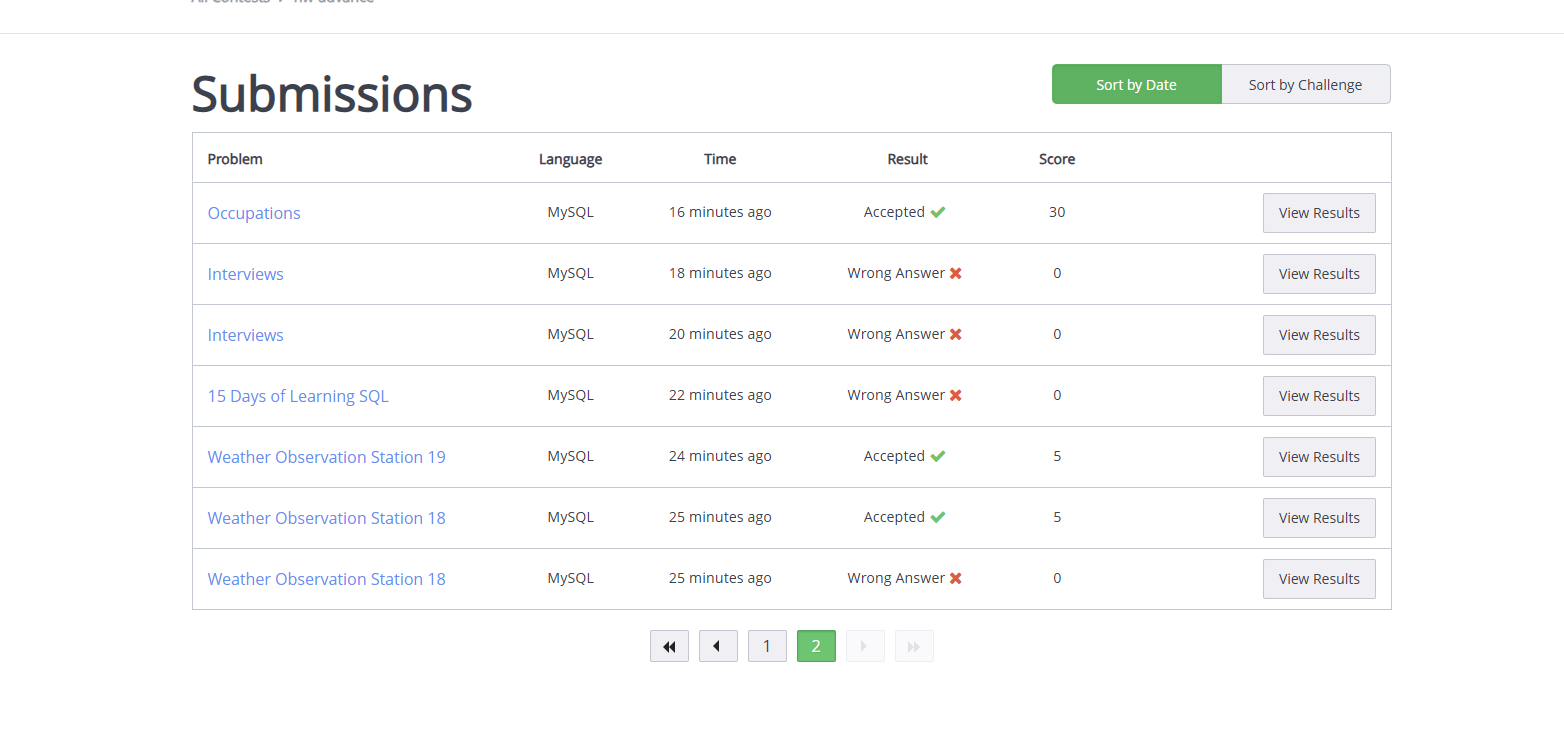 All Contests > hw-advance
Submissions
Sort by Date Sort by Challenge
Problem Language Time Result Score
Occupations MySQL 16 minutes ago Accepted 30 View Results
Interviews MySQL 18 minutes ago Wrong Answer 0 View Results
Interviews MySQL 20 minutes ago Wrong Answer 0 View Results
15 Days of Learning SQL MySQL 22 minutes ago Wrong Answer 0 View Results
Weather Observation Station 19 MySQL 24 minutes ago Accepted 5 View Results
Weather Observation Station 18 MySQL 25 minutes ago Accepted 5 View Results
Weather Observation Station 18 MySQL 25 minutes ago Wrong Answer 0 View Results
1 2